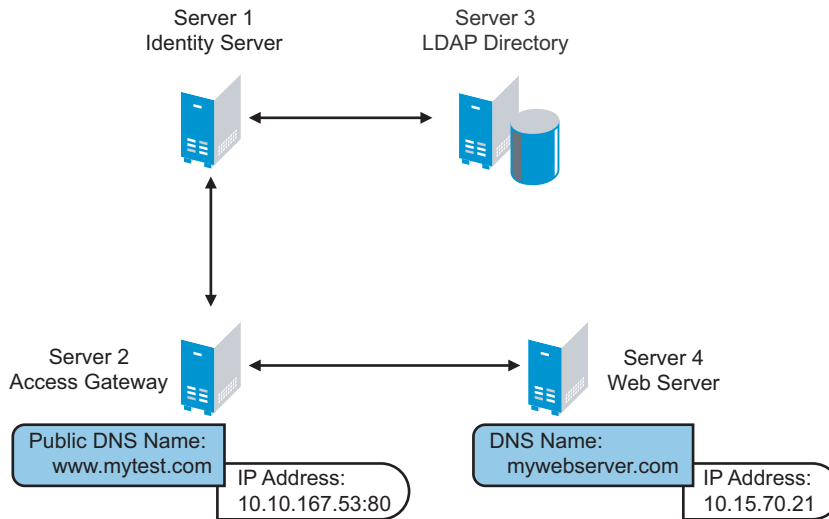 Server 1
Identity Server
Server 3
LDAP Directory
Server 2
Access Gateway
Server 4
Web Server
Public DNS Name:
www.mytest.com
IP Address:
10.10.167.53:80
DNS Name:
mywebserver.com
IP Address:
10.15.70.21